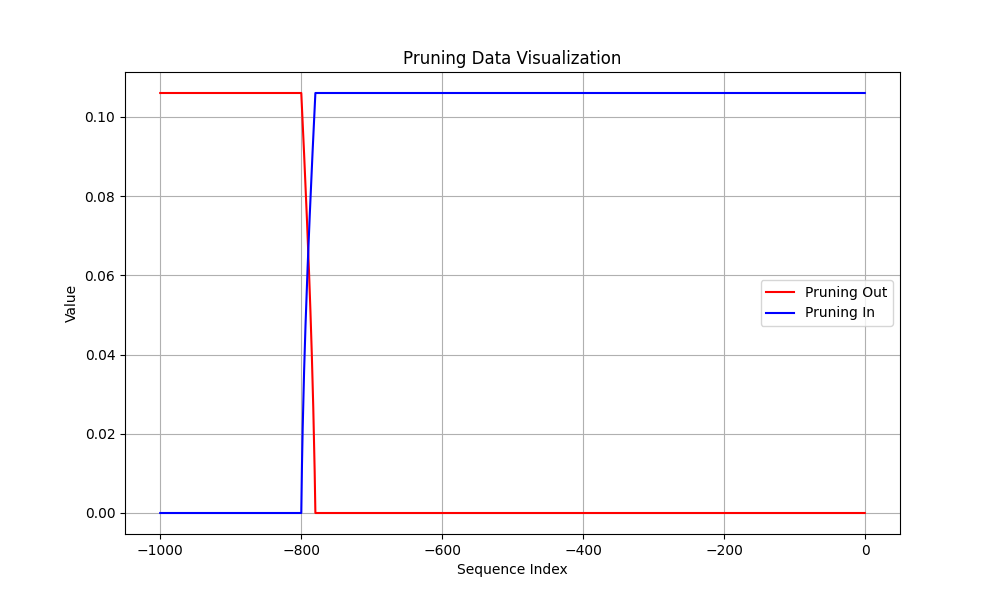 Pruning Data Visualization
0.10
0.08
0.06
0.04
0.02
0.00
Value
Pruning Out
Pruning In
−1000
−800
−600
−400
−200
0
Sequence Index